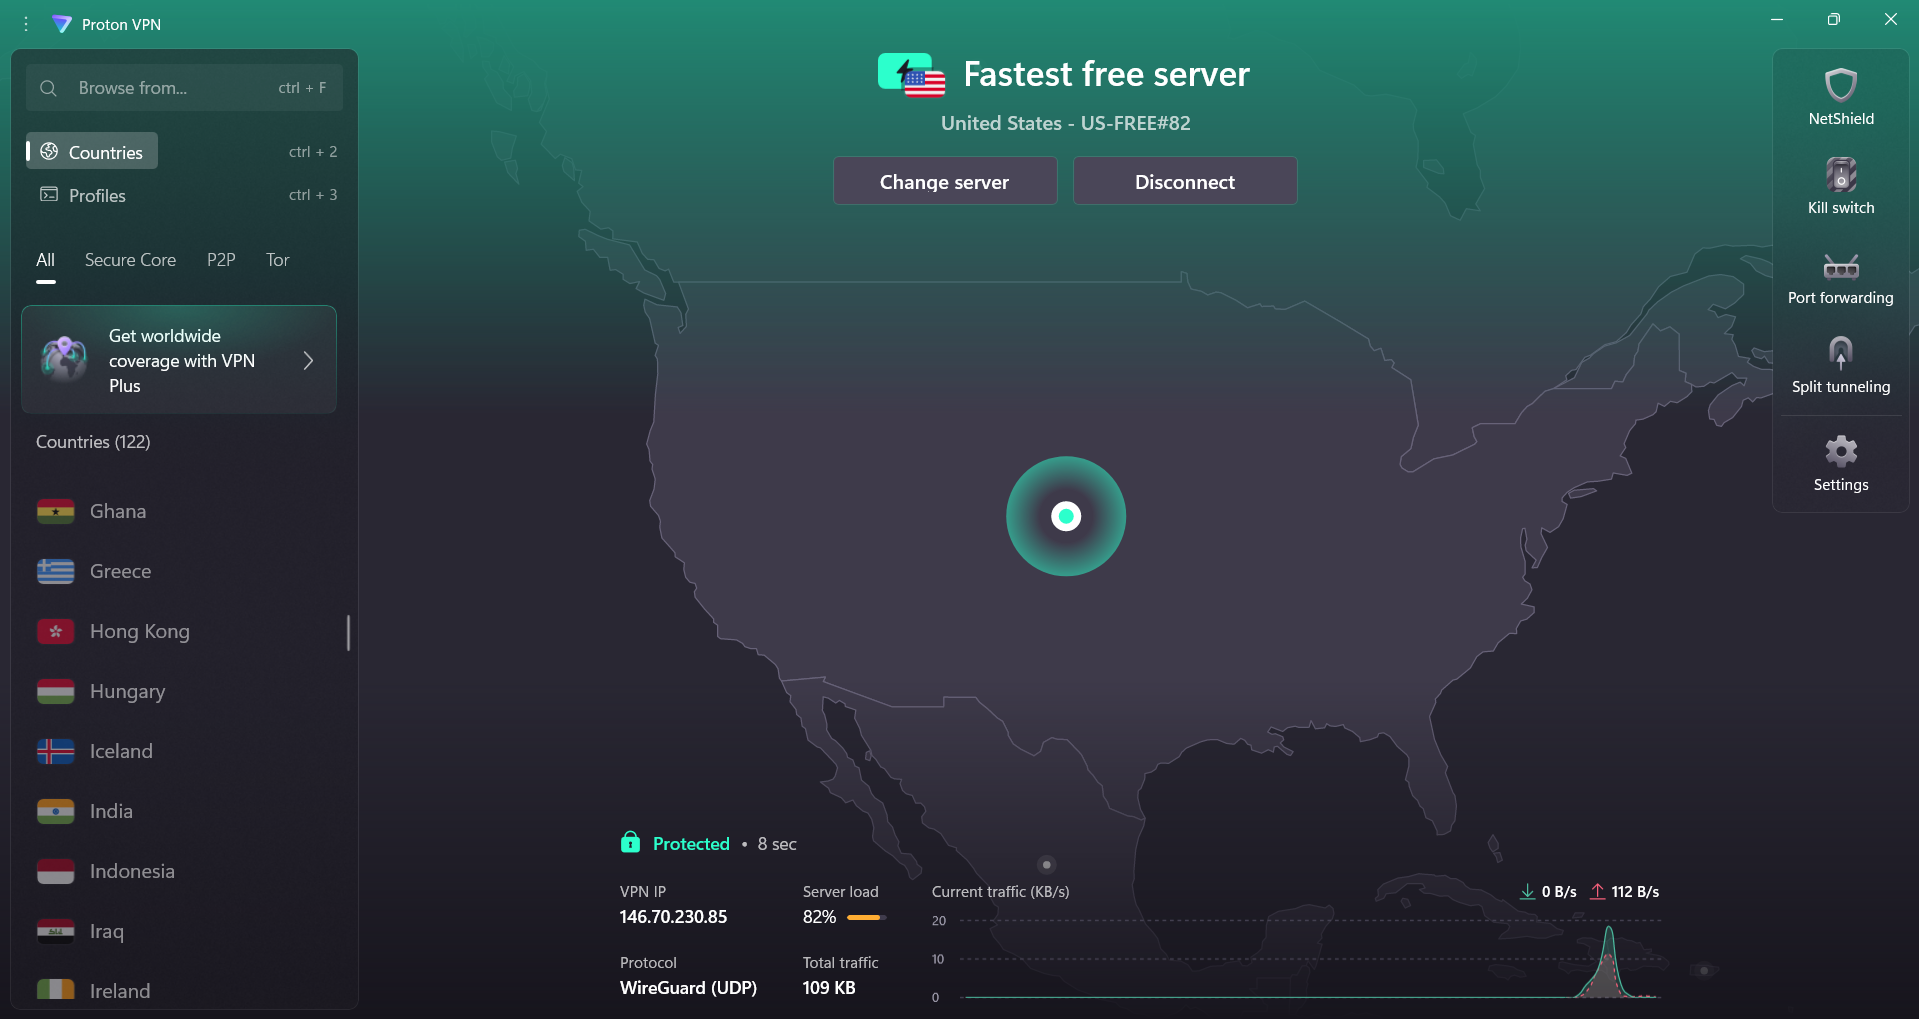 Proton VPN
Browse from...
ctrl + F
Countries
ctrl + 2
Profiles
ctrl + 3
All
Secure Core
P2P
Tor
Get worldwide
coverage with VPN
Plus
Countries (122)
Ghana
Greece
Hong Kong
Hungary
Iceland
India
Indonesia
Iraq
Ireland
Fastest free server
United States - US-FREE#82
Change server
Disconnect
Protected • 8 sec
VPN IP
146.70.230.85
Server load
82%
Protocol
WireGuard (UDP)
Total traffic
109 KB
Current traffic (KB/s)
0 B/s
112 B/s
20
10
0
NetShield
Kill switch
Port forwarding
Split tunneling
Settings